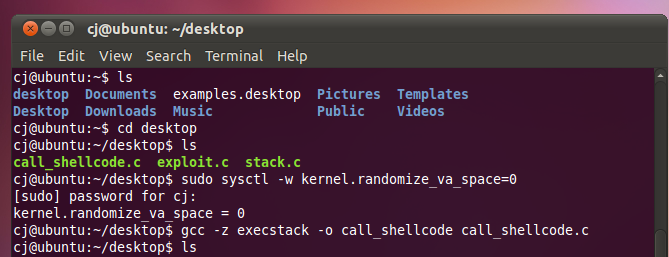 cj@ubuntu: ~/desktop
File Edit View Search Terminal Help
cj@ubuntu:~$ ls
desktop Documents examples.desktop Pictures Templates
Desktop Downloads Music Public Videos
cj@ubuntu:~$ cd desktop
cj@ubuntu:~/desktop$ ls
call_shellcode.c exploit.c stack.c
cj@ubuntu:~/desktop$ sudo sysctl -w kernel.randomize_va_space=0
[sudo] password for cj:
kernel.randomize_va_space = 0
cj@ubuntu:~/desktop$ gcc -z execstack -o call_shellcode call_shellcode.c
cj@ubuntu:~/desktop$ ls